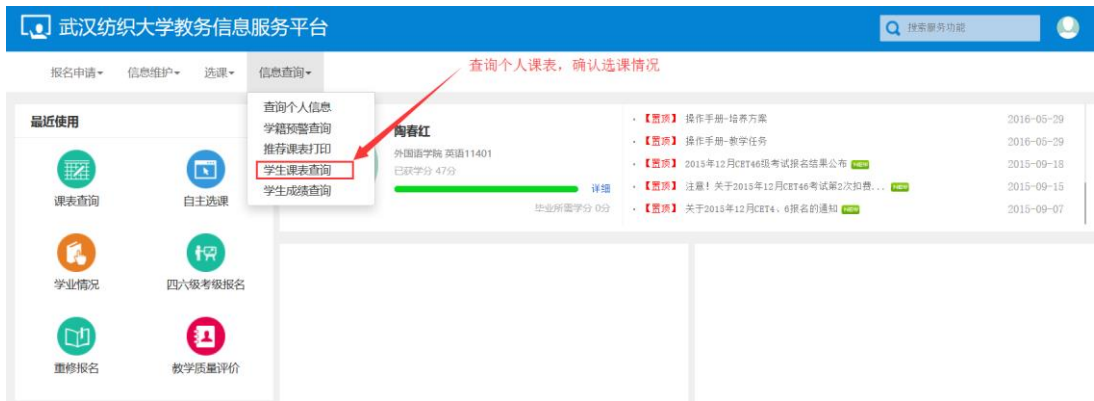 武汉纺织大学教务信息服务平台
搜索服务功能
报名申请 信息维护 选课 信息查询
查询个人课表，确认选课情况
最近使用
课表查询 自主选课
学业情况 四六级考级报名
重修报名 教学质量评价
查询个人信息
学籍预警查询
推荐课表打印
学生课表查询
学生成绩查询
陶春红
外国语学院 英语11401
已获学分 47分
详细
毕业所需学分 0分
·【置顶】 操作手册-培养方案 2016-05-29
·【置顶】 操作手册-教学任务 2016-05-29
·【置顶】 2015年12月CET46级考试报名结果公布 NEW 2015-09-18
·【置顶】 注意！关于2015年12月CET46考试第2次扣费... NEW 2015-09-15
·【置顶】 关于2015年12月CET4、6报名的通知 NEW 2015-09-07